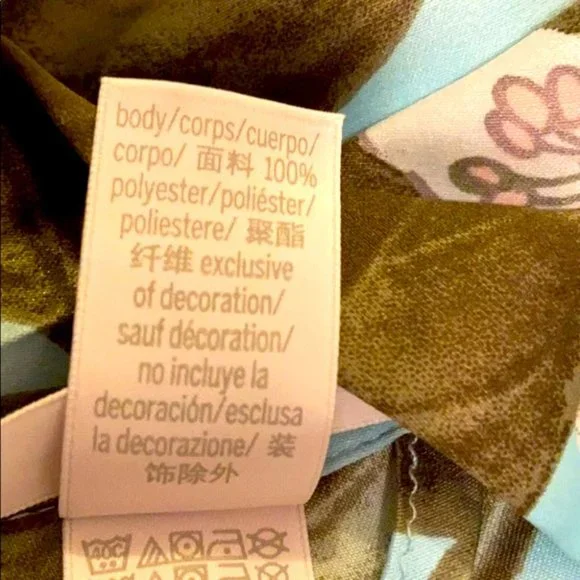 body/corps/cuerpo/
corpo/ 面料 100%
polyester/poliéster/
poliestere/ 聚酯
纤维 exclusive
of decoration/
sauf décoration/
no incluye la
decoración/esclusa
la decorazione/ 装
饰除外
40C